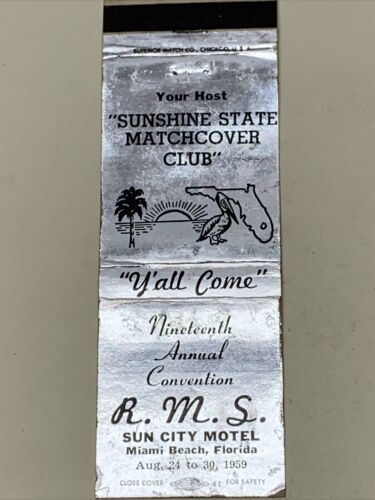 SUPERIOR MATCH CO., CHICAGO, U.S.A.
Your Host
"SUNSHINE STATE
MATCHCOVER
CLUB"
"Y'all Come"
Nineteenth
Annual
Convention
R. M. S.
SUN CITY MOTEL
Miami Beach, Florida
Aug. 24 to 30, 1959
CLOSE COVER
FOR SAFETY